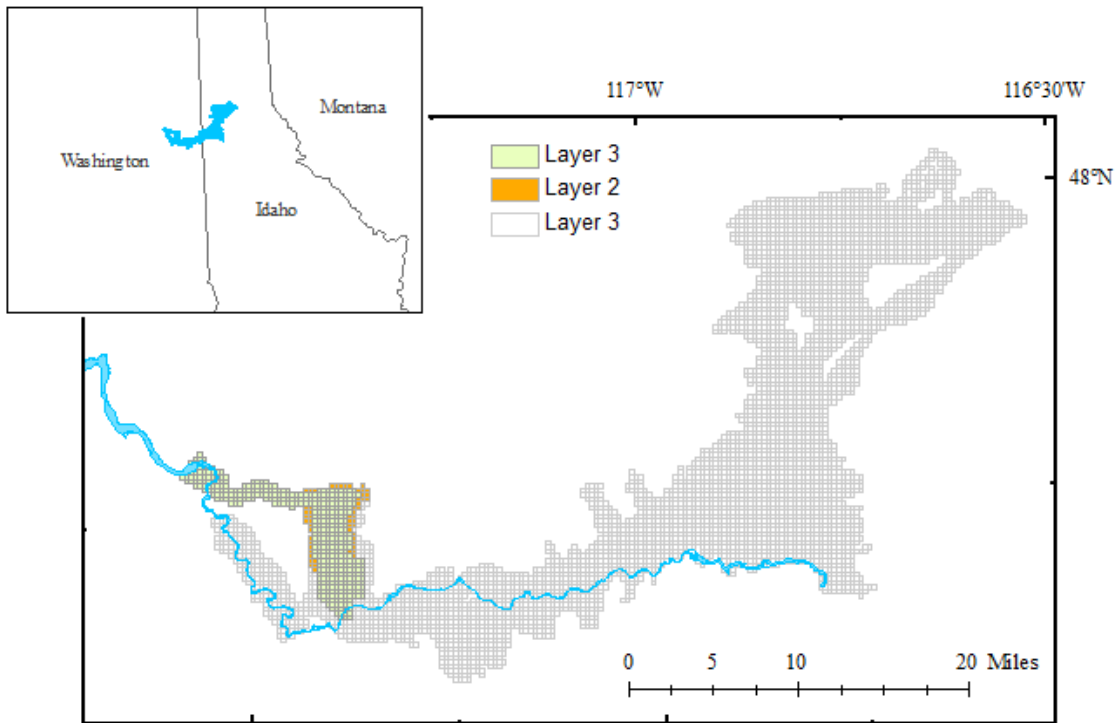 Montana
Washington
Idaho
117°W
116°30'W
48°N
Layer 3
Layer 2
Layer 3
0 5 10 20 Miles